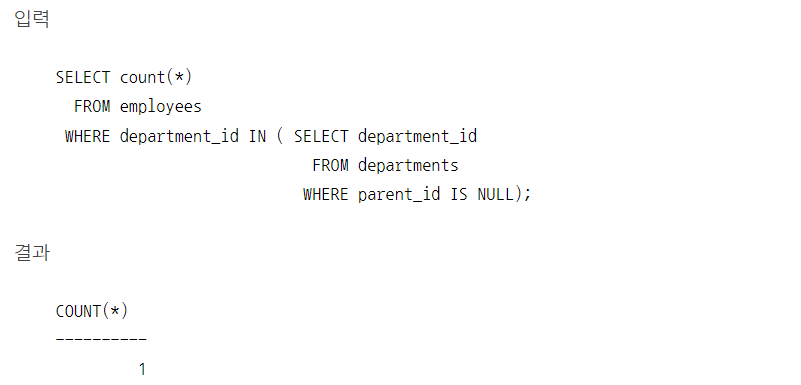 입력
SELECT count(*)
FROM employees
WHERE department_id IN ( SELECT department_id
FROM departments
WHERE parent_id IS NULL);
결과
COUNT(*)
----------
1